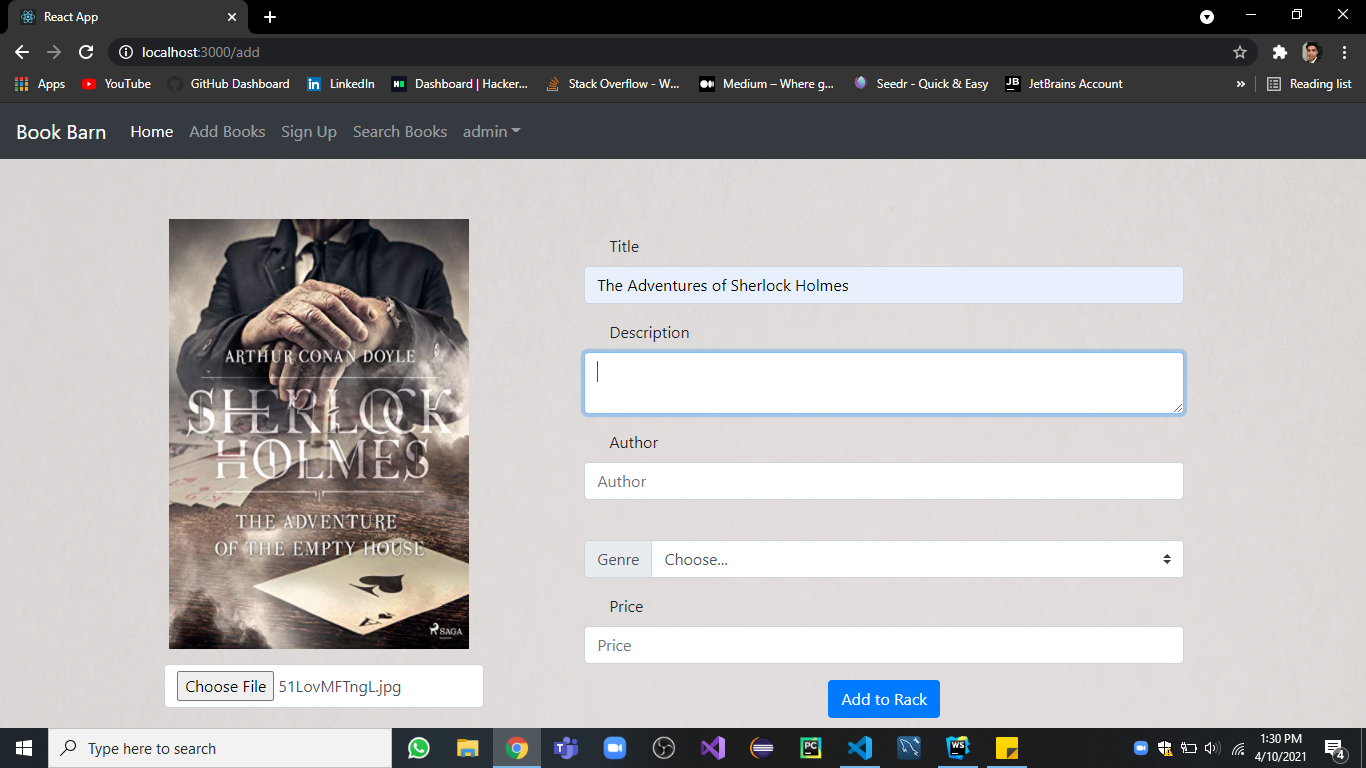 React App
localhost:3000/add
Apps YouTube GitHub Dashboard LinkedIn Dashboard | Hacker... Stack Overflow - W... Medium – Where g... Seedr - Quick & Easy JetBrains Account » Reading list
Book Barn Home Add Books Sign Up Search Books admin
ARTHUR CONAN DOYLE
SHERLOCK
HOLMES
THE ADVENTURE
OF THE EMPTY HOUSE
SAGA
Choose File 51LovMFTngL.jpg
Title
The Adventures of Sherlock Holmes
Description
Author
Author
Genre Choose...
Price
Price
Add to Rack
Type here to search
1:30 PM
4/10/2021
4